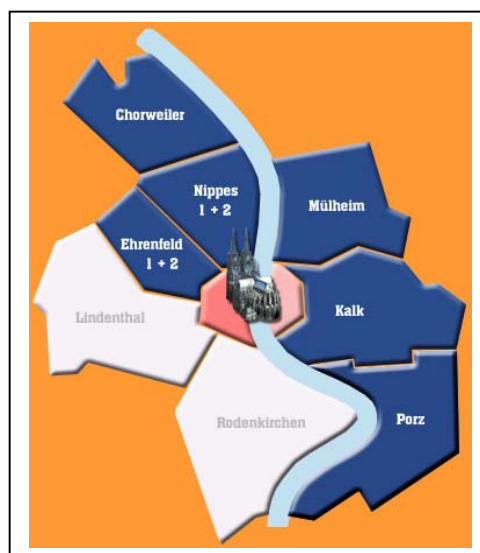 Chorweiler
Nippes
1 + 2
Mülheim
Ehrenfeld
1 + 2
Lindenthal
Kalk
Rodenkirchen
Porz